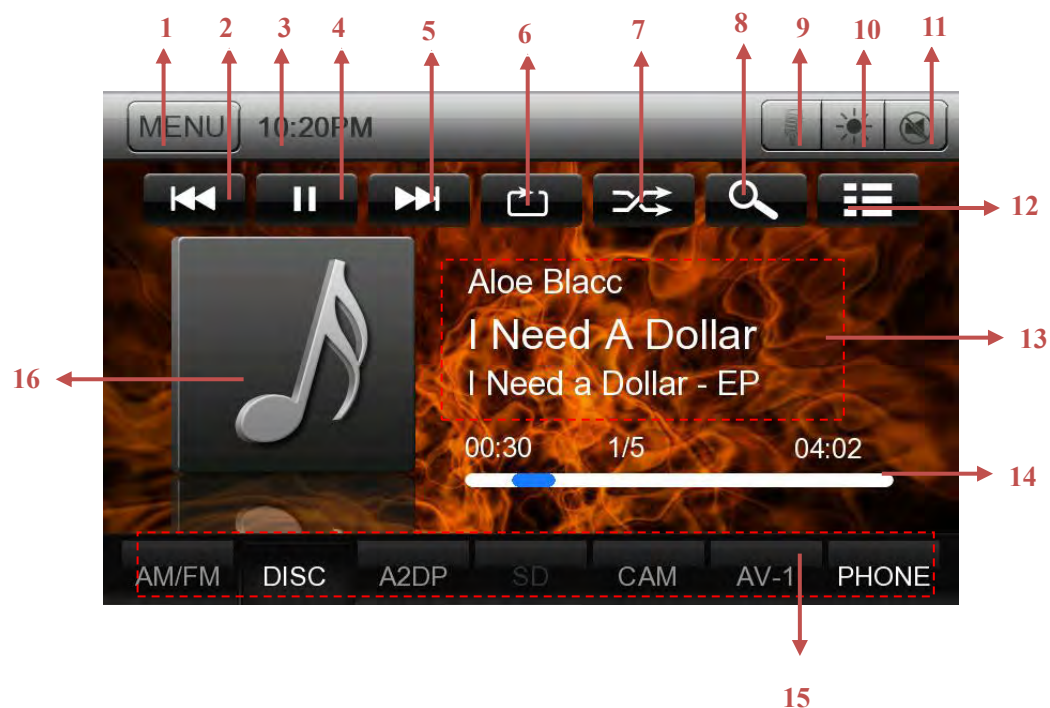 1 2 3 4 5 6 7 8 9 10 11
MENU 10:20PM
12
Aloe Blacc
I Need A Dollar
13
I Need a Dollar - EP
16
00:30 1/5 04:02
14
AM/FM DISC A2DP SD CAM AV-1 PHONE
15